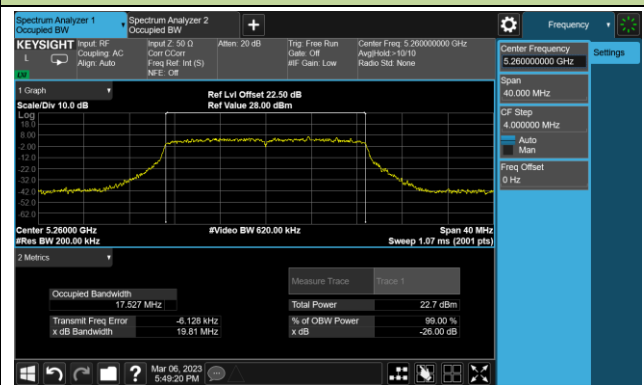 Spectrum Analyzer 1
Occupied BW
Spectrum Analyzer 2
Occupied BW
Frequency
KEYSIGHT
L
Input: RF
Coupling: AC
Align: Auto
Input Z: 50 Ω
Corr CCorr
Freq Ref: Int (S)
NFE: Off
Atten: 20 dB
Trig: Free Run
Gate: Off
#IF Gain: Low
Center Freq: 5.260000000 GHz
Avg|Hold:>10/10
Radio Std: None
Center Frequency
5.260000000 GHz
Settings
Span
40.000 MHz
CF Step
4.000000 MHz
Auto
Man
Freq Offset
0 Hz
1 Graph
Scale/Div 10.0 dB
Ref Lvl Offset 22.50 dB
Ref Value 28.00 dBm
Log
18.0
8.00
-2.00
-12.0
-22.0
-32.0
-42.0
-52.0
-62.0
Center 5.26000 GHz
#Res BW 200.00 kHz
#Video BW 620.00 kHz
Span 40 MHz
Sweep 1.07 ms (2001 pts)
2 Metrics
Measure Trace
Trace 1
Occupied Bandwidth
17.527 MHz
Total Power
22.7 dBm
Transmit Freq Error
-6.128 kHz
% of OBW Power
99.00 %
x dB Bandwidth
19.81 MHz
x dB
-26.00 dB
?
Mar 06, 2023
5:49:20 PM